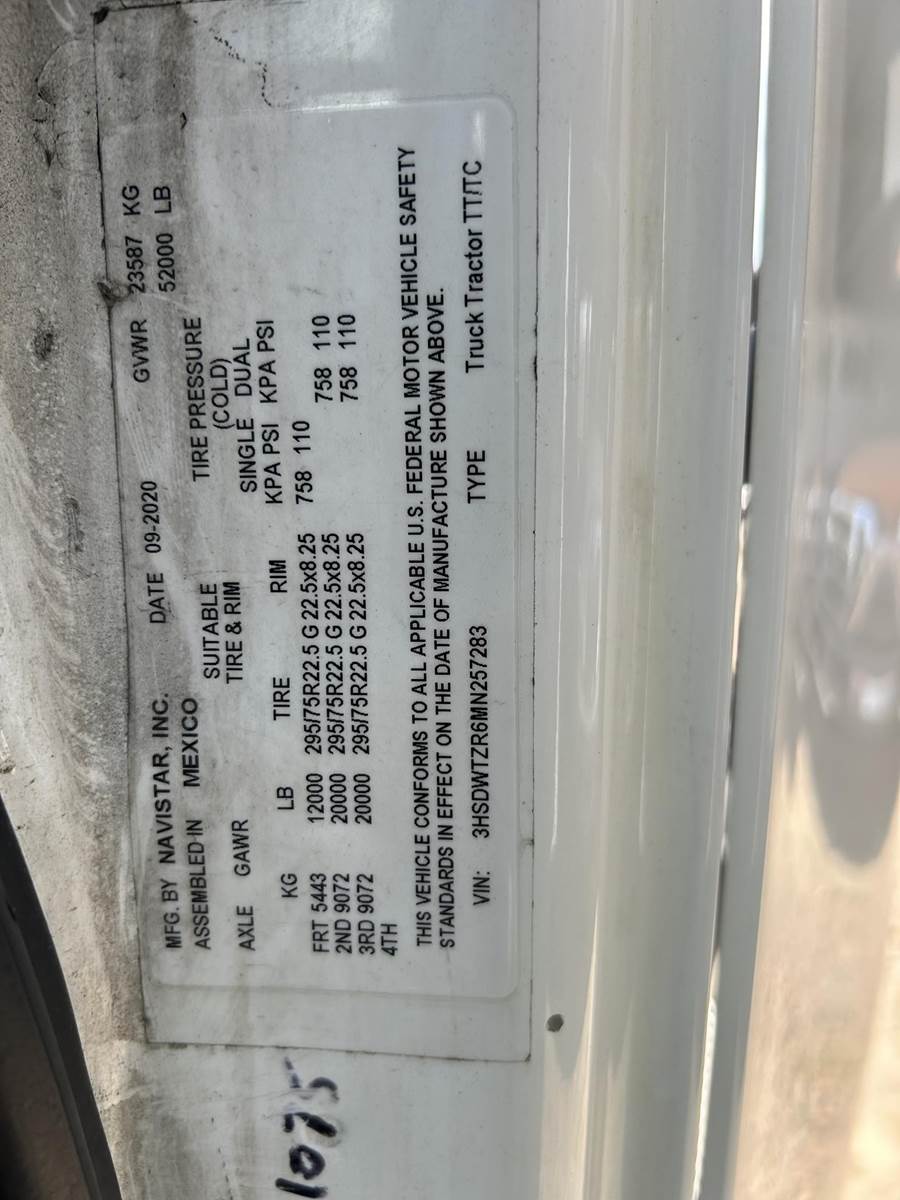 MFG. BY NAVISTAR, INC. DATE 09-2020 GVWR 23587 KG
ASSEMBLED IN MEXICO 52000 LB
SUITABLE TIRE PRESSURE
AXLE GAWR TIRE & RIM (COLD)
SINGLE DUAL
KG LB TIRE RIM KPA PSI KPA PSI
FRT 5443 12000 295/75R22.5 G 22.5x8.25 758 110
2ND 9072 20000 295/75R22.5 G 22.5x8.25 758 110
3RD 9072 20000 295/75R22.5 G 22.5x8.25 758 110
4TH
THIS VEHICLE CONFORMS TO ALL APPLICABLE U.S. FEDERAL MOTOR VEHICLE SAFETY
STANDARDS IN EFFECT ON THE DATE OF MANUFACTURE SHOWN ABOVE.
VIN: 3HSDWTZR6MN257283 TYPE Truck Tractor TT/TC
1075